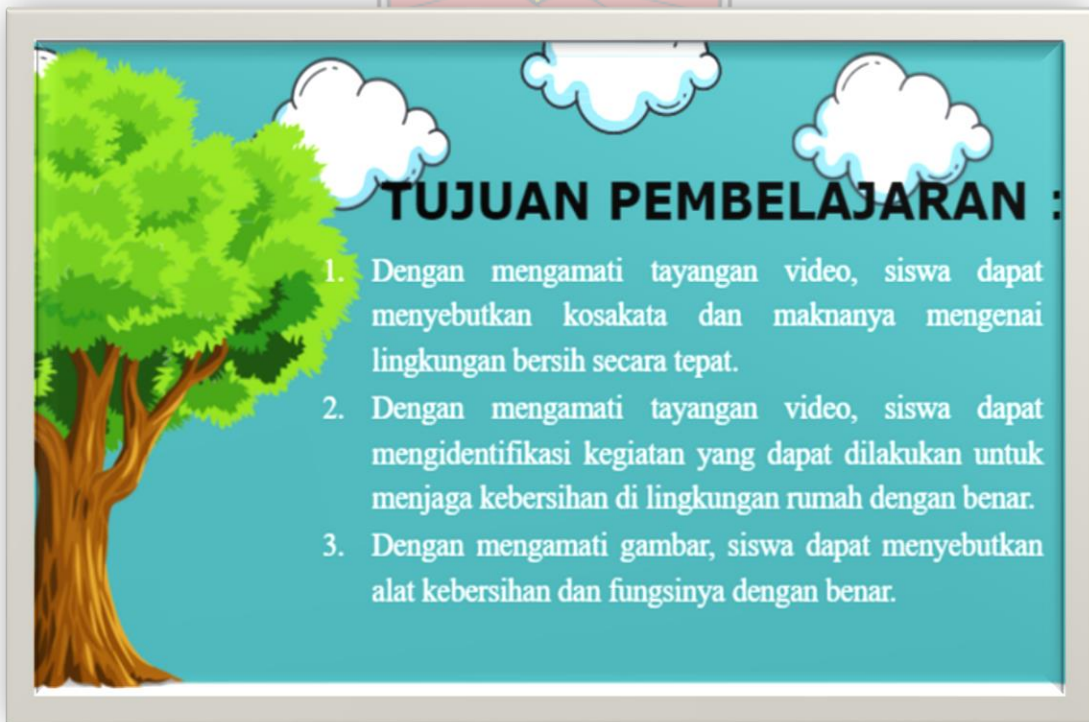 TUJUAN PEMBELAJARAN :
1. Dengan mengamati tayangan video, siswa dapat
menyebutkan kosakata dan maknanya mengenai
lingkungan bersih secara tepat.
2. Dengan mengamati tayangan video, siswa dapat
mengidentifikasi kegiatan yang dapat dilakukan untuk
menjaga kebersihan di lingkungan rumah dengan benar.
3. Dengan mengamati gambar, siswa dapat menyebutkan
alat kebersihan dan fungsinya dengan benar.